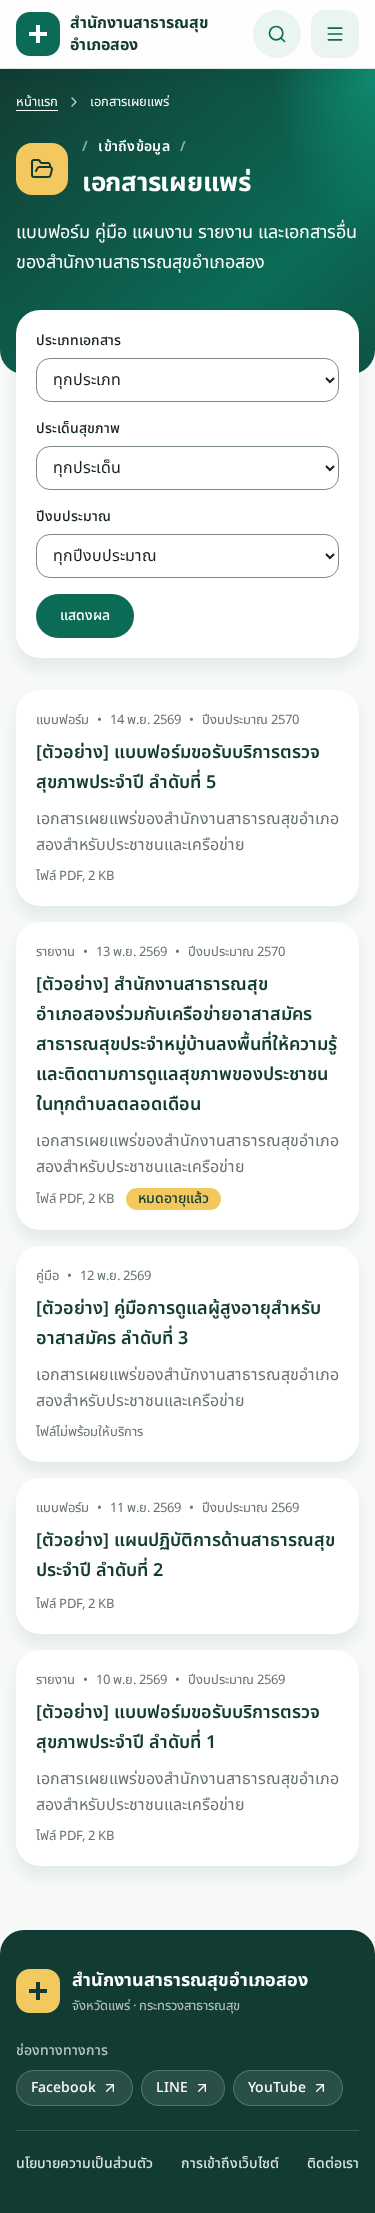 สำนักงานสาธารณสุข
อำเภอสอง
หน้าแรก > เอกสารเผยแพร่
/ เข้าถึงข้อมูล /
เอกสารเผยแพร่
แบบฟอร์ม คู่มือ แผนงาน รายงาน และเอกสารอื่น
ของสำนักงานสาธารณสุขอำเภอสอง
ประเภทเอกสาร
ทุกประเภท
ประเด็นสุขภาพ
ทุกประเด็น
ปีงบประมาณ
ทุกปีงบประมาณ
แสดงผล
แบบฟอร์ม • 14 พ.ย. 2569 • ปีงบประมาณ 2570
[ตัวอย่าง] แบบฟอร์มขอรับบริการตรวจ
สุขภาพประจำปี ลำดับที่ 5
เอกสารเผยแพร่ของสำนักงานสาธารณสุขอำเภอ
สองสำหรับประชาชนและเครือข่าย
ไฟล์ PDF, 2 KB
รายงาน • 13 พ.ย. 2569 • ปีงบประมาณ 2570
[ตัวอย่าง] สำนักงานสาธารณสุข
อำเภอสองร่วมกับเครือข่ายอาสาสมัคร
สาธารณสุขประจำหมู่บ้านลงพื้นที่ให้ความรู้
และติดตามการดูแลสุขภาพของประชาชน
ในทุกตำบลตลอดเดือน
เอกสารเผยแพร่ของสำนักงานสาธารณสุขอำเภอ
สองสำหรับประชาชนและเครือข่าย
ไฟล์ PDF, 2 KB หมดอายุแล้ว
คู่มือ • 12 พ.ย. 2569
[ตัวอย่าง] คู่มือการดูแลผู้สูงอายุสำหรับ
อาสาสมัคร ลำดับที่ 3
เอกสารเผยแพร่ของสำนักงานสาธารณสุขอำเภอ
สองสำหรับประชาชนและเครือข่าย
ไฟล์ไม่พร้อมให้บริการ
แบบฟอร์ม • 11 พ.ย. 2569 • ปีงบประมาณ 2569
[ตัวอย่าง] แผนปฏิบัติการด้านสาธารณสุข
ประจำปี ลำดับที่ 2
ไฟล์ PDF, 2 KB
รายงาน • 10 พ.ย. 2569 • ปีงบประมาณ 2569
[ตัวอย่าง] แบบฟอร์มขอรับบริการตรวจ
สุขภาพประจำปี ลำดับที่ 1
เอกสารเผยแพร่ของสำนักงานสาธารณสุขอำเภอ
สองสำหรับประชาชนและเครือข่าย
ไฟล์ PDF, 2 KB
สำนักงานสาธารณสุขอำเภอสอง
จังหวัดแพร่ · กระทรวงสาธารณสุข
ช่องทางทางการ
Facebook LINE YouTube
นโยบายความเป็นส่วนตัว การเข้าถึงเว็บไซต์ ติดต่อเรา